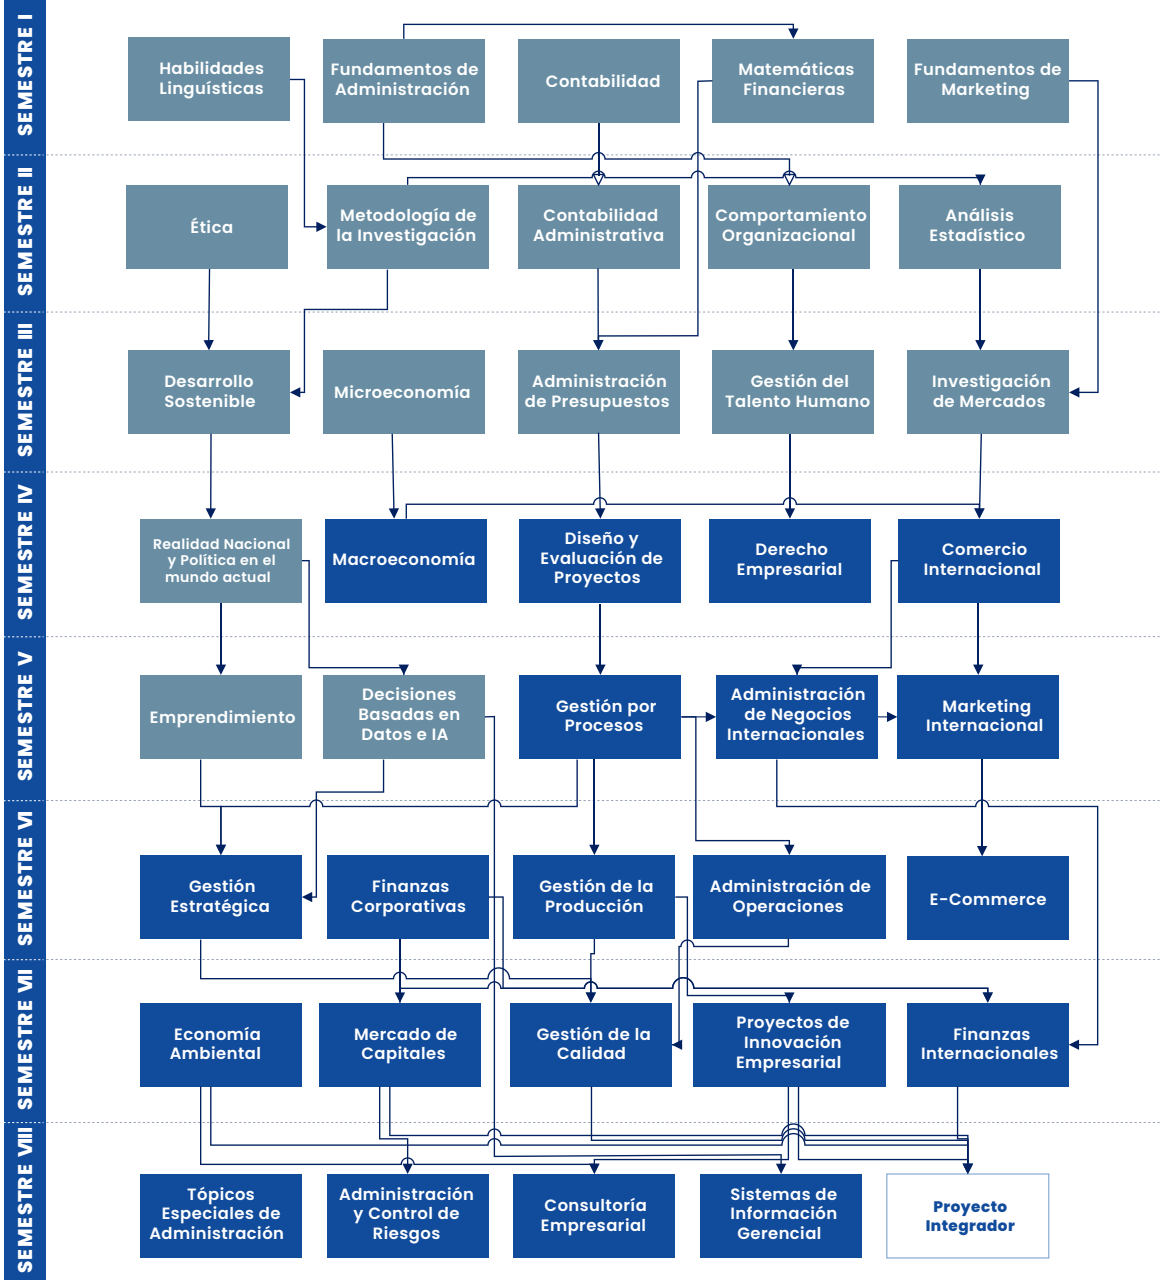 SEMESTRE I
Habilidades
Lingüísticas
Fundamentos de
Administración
Contabilidad
Matemáticas
Financieras
Fundamentos de
Marketing
SEMESTRE II
Ética
Metodología de
la Investigación
Contabilidad
Administrativa
Comportamiento
Organizacional
Análisis
Estadístico
SEMESTRE III
Desarrollo
Sostenible
Microeconomía
Administración
de Presupuestos
Gestión del
Talento Humano
Investigación
de Mercados
SEMESTRE IV
Realidad Nacional
y Política en el
mundo actual
Macroeconomía
Diseño y
Evaluación de
Proyectos
Derecho
Empresarial
Comercio
Internacional
SEMESTRE V
Emprendimiento
Decisiones
Basadas en
Datos e IA
Gestión por
Procesos
Administración
de Negocios
Internacionales
Marketing
Internacional
SEMESTRE VI
Gestión
Estratégica
Finanzas
Corporativas
Gestión de la
Producción
Administración de
Operaciones
E-Commerce
SEMESTRE VII
Economía
Ambiental
Mercado de
Capitales
Gestión de la
Calidad
Proyectos de
Innovación
Empresarial
Finanzas
Internacionales
SEMESTRE VIII
Tópicos
Especiales de
Administración
Administración
y Control de
Riesgos
Consultoría
Empresarial
Sistemas de
Información
Gerencial
Proyecto
Integrador